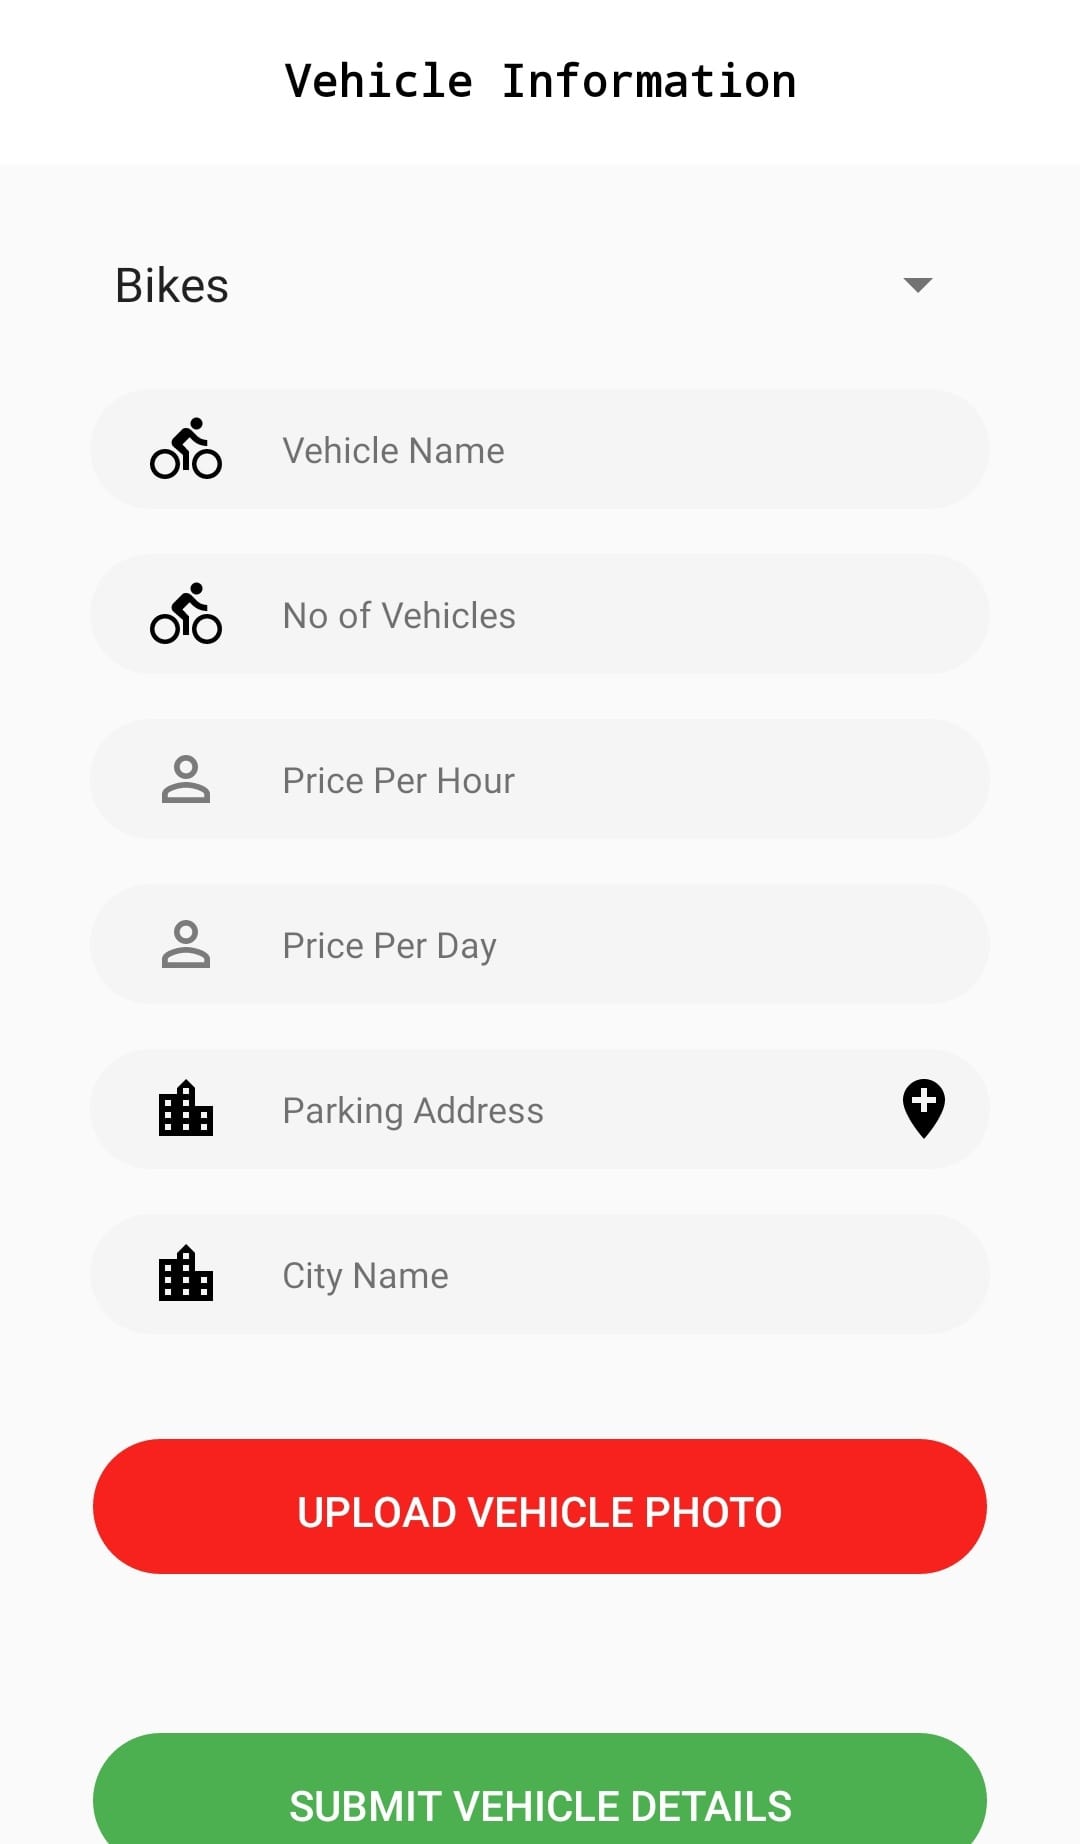 Vehicle Information
Bikes
Vehicle Name
No of Vehicles
Price Per Hour
Price Per Day
Parking Address
City Name
UPLOAD VEHICLE PHOTO
SUBMIT VEHICLE DETAILS